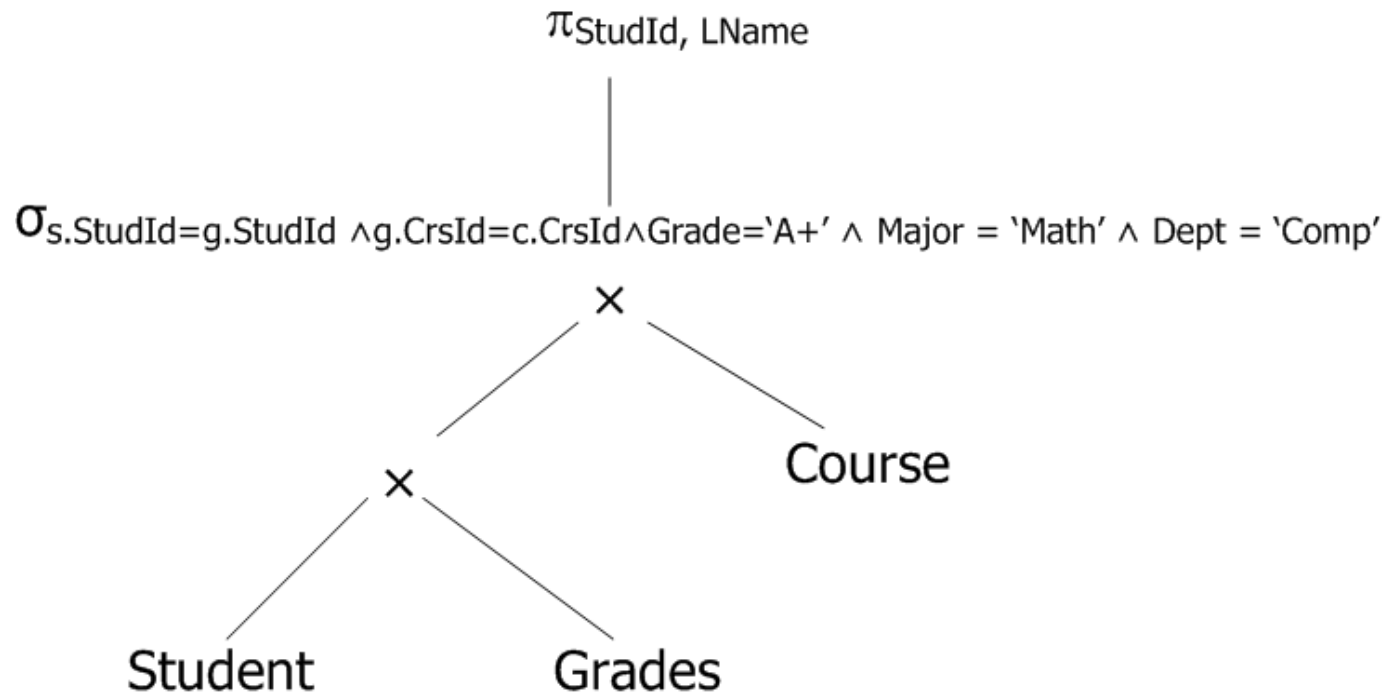 πStudId, LName
σs.StudId=g.StudId ∧g.CrsId=c.CrsId∧Grade=‘A+’ ∧ Major = ‘Math’ ∧ Dept = ‘Comp’
×
Course
×
Student Grades